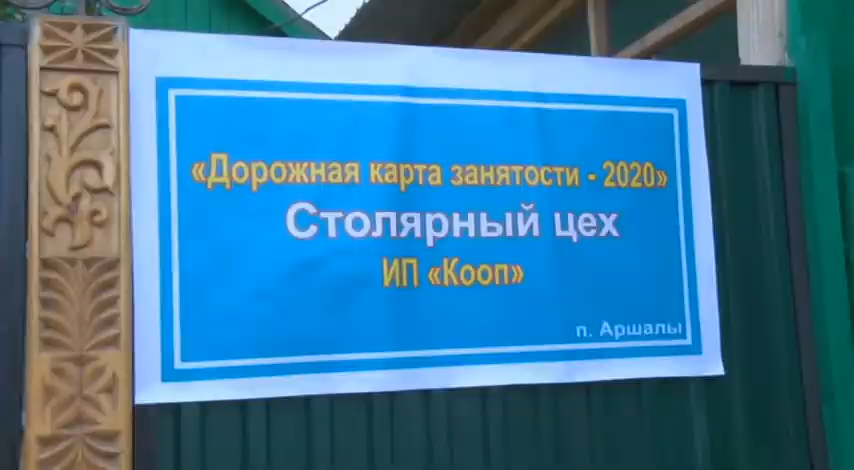 «Дорожная карта занятости - 2020»
Столярный цех
ИП «Кооп»
п. Аршалы